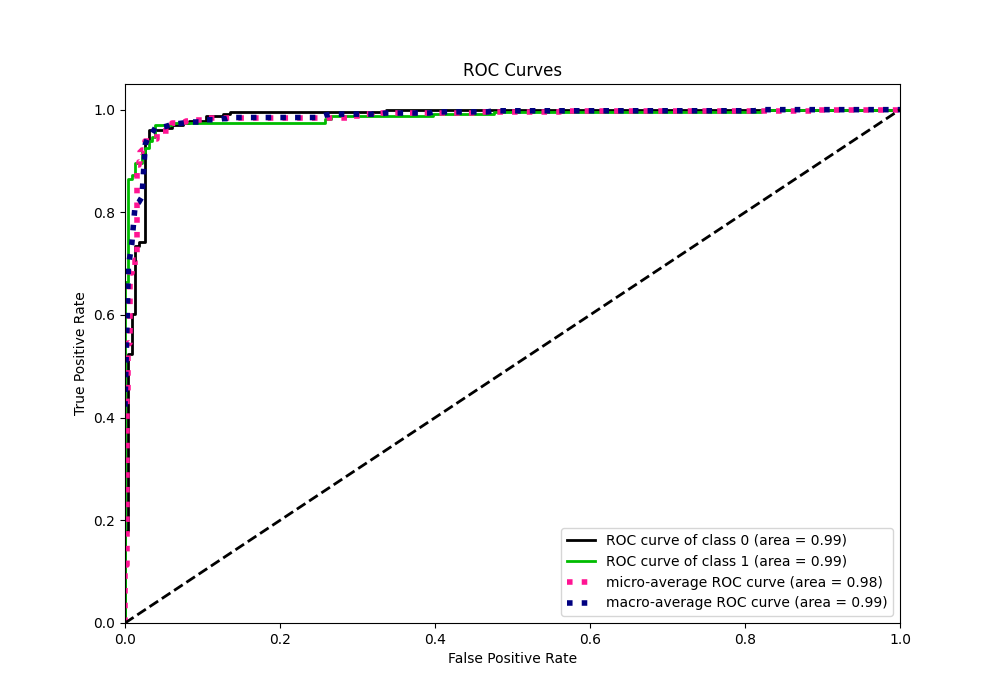 ROC Curves
1.0
0.8
0.6
0.4
0.2
0.0
True Positive Rate
ROC curve of class 0 (area = 0.99)
ROC curve of class 1 (area = 0.99)
micro-average ROC curve (area = 0.98)
macro-average ROC curve (area = 0.99)
0.0 0.2 0.4 0.6 0.8 1.0
False Positive Rate